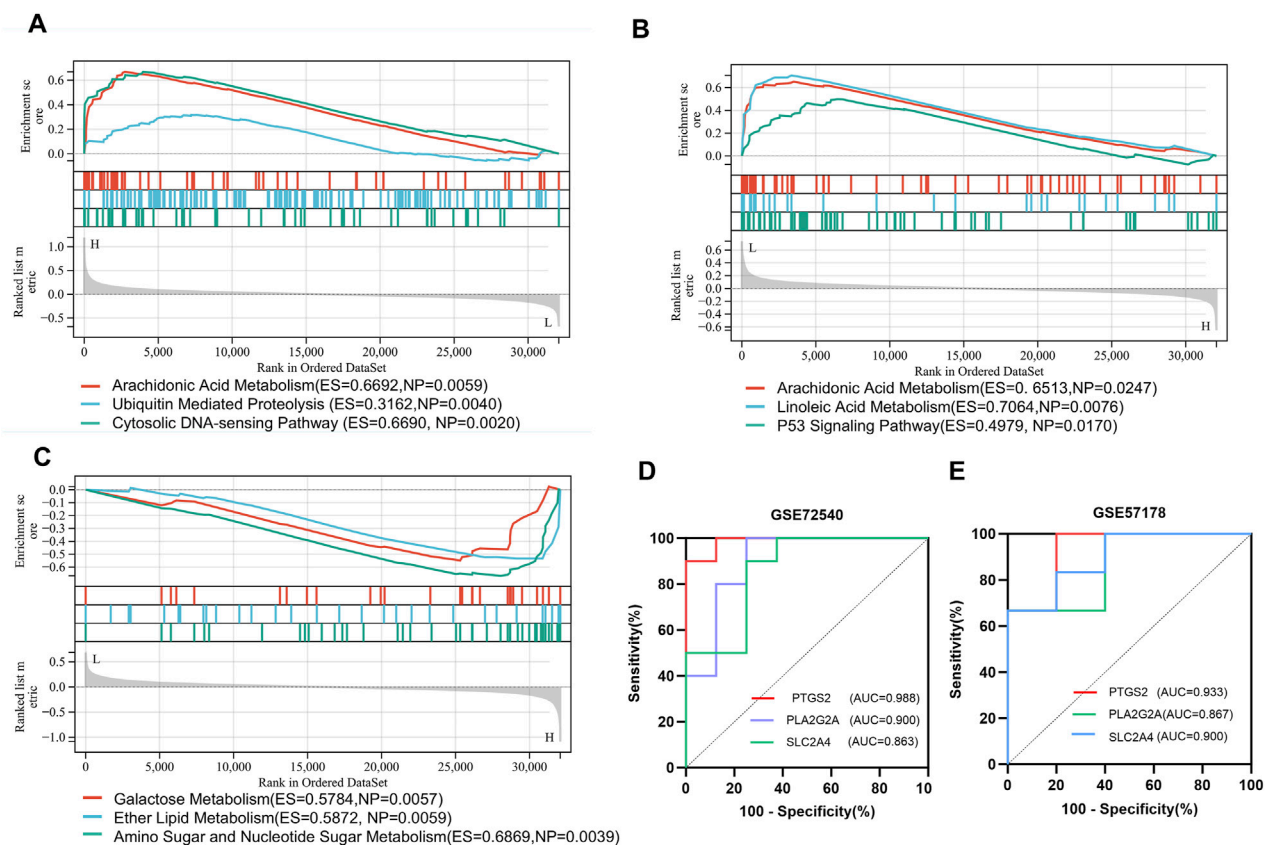 A
Enrichment sc
ore
0.6
0.4
0.2
0.0
Ranked list m
etric
1.0
0.5
0.0
−0.5
H
L
0
5,000
10,000
15,000
20,000
25,000
30,000
Rank in Ordered DataSet
Arachidonic Acid Metabolism(ES=0.6692,NP=0.0059)
Ubiquitin Mediated Proteolysis (ES=0.3162,NP=0.0040)
Cytosolic DNA-sensing Pathway (ES=0.6690, NP=0.0020)
B
Enrichment sc
ore
0.6
0.4
0.2
0.0
Ranked list m
etric
0.6
0.4
0.2
0.0
−0.2
−0.4
−0.6
L
H
0
5,000
10,000
15,000
20,000
25,000
30,000
Rank in Ordered DataSet
Arachidonic Acid Metabolism(ES=0. 6513,NP=0.0247)
Linoleic Acid Metabolism(ES=0.7064,NP=0.0076)
P53 Signaling Pathway(ES=0.4979, NP=0.0170)
C
Enrichment sc
ore
0.0
−0.1
−0.2
−0.3
−0.4
−0.5
−0.6
Ranked list m
etric
0.5
0.0
−0.5
−1.0
L
H
0
5,000
10,000
15,000
20,000
25,000
30,000
Rank in Ordered DataSet
Galactose Metabolism(ES=0.5784,NP=0.0057)
Ether Lipid Metabolism(ES=0.5872, NP=0.0059)
Amino Sugar and Nucleotide Sugar Metabolism(ES=0.6869,NP=0.0039)
D
GSE72540
Sensitivity(%)
100
80
60
40
20
0
PTGS2 (AUC=0.988)
PLA2G2A (AUC=0.900)
SLC2A4 (AUC=0.863)
0
20
40
60
80
10
100 - Specificity(%)
E
GSE57178
Sensitivity(%)
100
80
60
40
20
0
PTGS2 (AUC=0.933)
PLA2G2A(AUC=0.867)
SLC2A4 (AUC=0.900)
0
20
40
60
80
100
100 - Specificity(%)